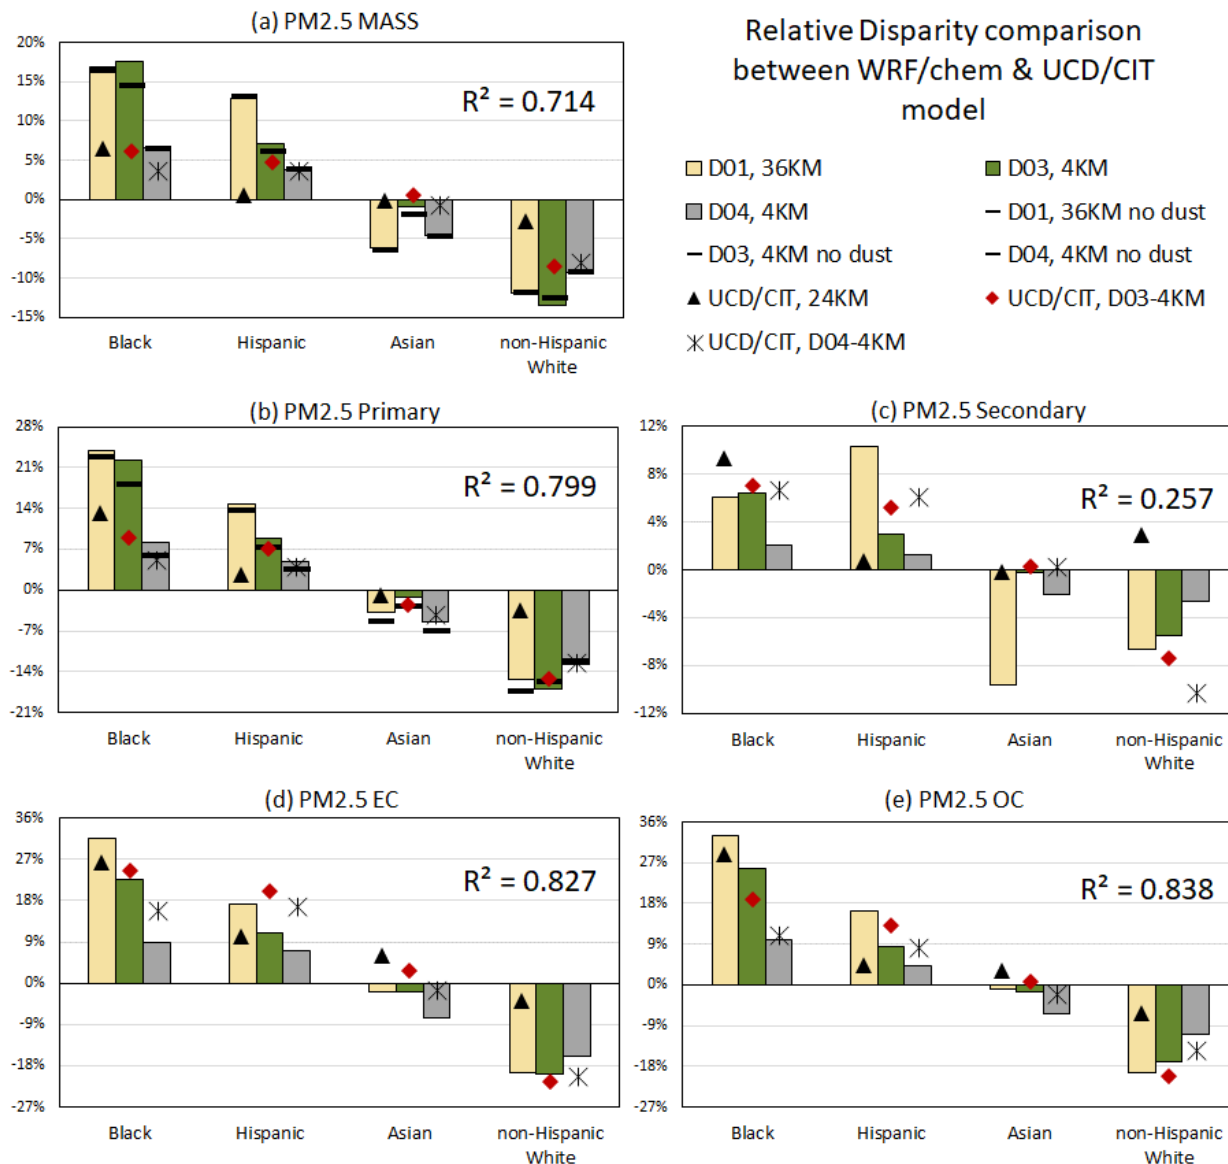 (a) PM2.5 MASS
20%
15%
10%
5%
0%
-5%
-10%
-15%
R² = 0.714
Black
Hispanic
Asian
non-Hispanic
White
Relative Disparity comparison
between WRF/chem & UCD/CIT
model
D01, 36KM
D03, 4KM
D04, 4KM
D01, 36KM no dust
D03, 4KM no dust
D04, 4KM no dust
UCD/CIT, 24KM
UCD/CIT, D03-4KM
UCD/CIT, D04-4KM
(b) PM2.5 Primary
28%
21%
14%
7%
0%
-7%
-14%
-21%
R² = 0.799
Black
Hispanic
Asian
non-Hispanic
White
(c) PM2.5 Secondary
12%
8%
4%
0%
-4%
-8%
-12%
R² = 0.257
Black
Hispanic
Asian
non-Hispanic
White
(d) PM2.5 EC
36%
27%
18%
9%
0%
-9%
-18%
-27%
R² = 0.827
Black
Hispanic
Asian
non-Hispanic
White
(e) PM2.5 OC
36%
27%
18%
9%
0%
-9%
-18%
-27%
R² = 0.838
Black
Hispanic
Asian
non-Hispanic
White